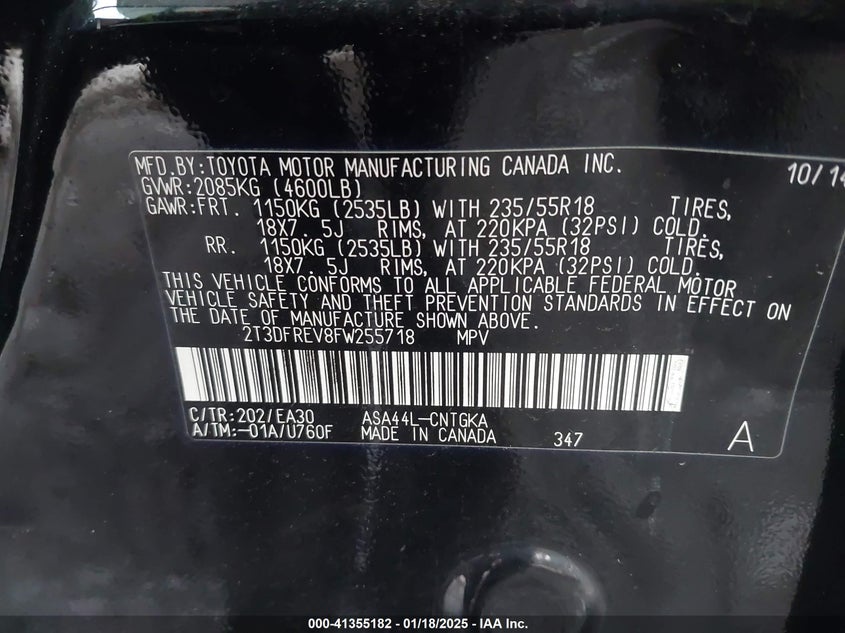 MFD.BY:TOYOTA MOTOR MANUFACTURING CANADA INC. 10/14
GVWR:2085KG (4600LB)
GAWR:FRT. 1150KG (2535LB) WITH 235/55R18 TIRES,
18X7.5J RIMS, AT 220KPA (32PSI) COLD.
RR. 1150KG (2535LB) WITH 235/55R18 TIRES,
18X7.5J RIMS, AT 220KPA (32PSI) COLD.
THIS VEHICLE CONFORMS TO ALL APPLICABLE FEDERAL MOTOR
VEHICLE SAFETY AND THEFT PREVENTION STANDARDS IN EFFECT ON
THE DATE OF MANUFACTURE SHOWN ABOVE.
2T3DFREV8FW255718 MPV
C/TR:202/EA30 ASA44L-CNTGKA
A/TM:-01A/U760F MADE IN CANADA 347 A
000-41355182 - 01/18/2025 - IAA Inc.